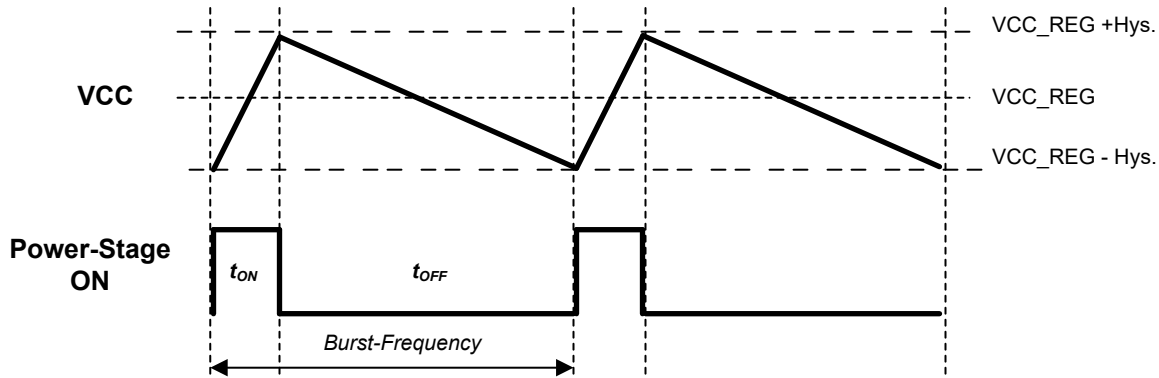 VCC_REG +Hys.
VCC
VCC_REG
VCC_REG - Hys.
Power-Stage
ON
tON
tOFF
Burst-Frequency